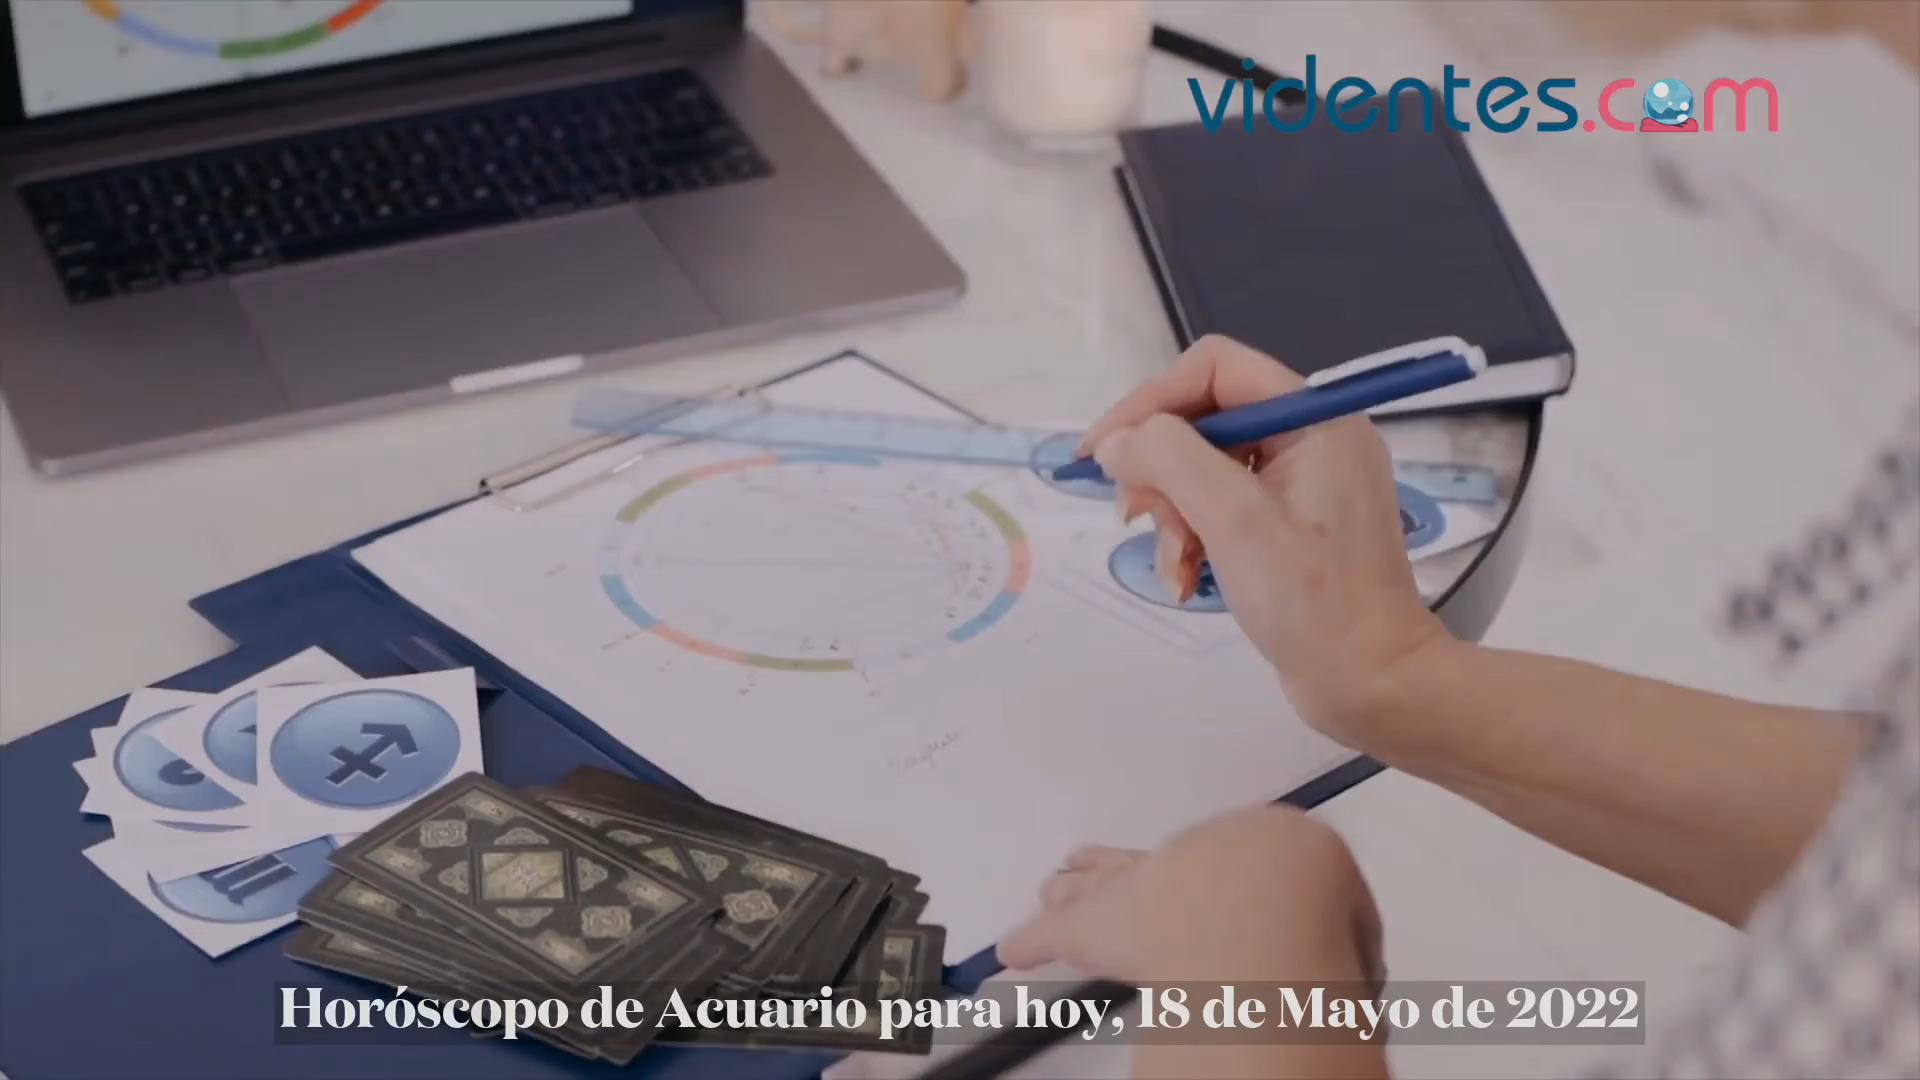 videntes.com
Horóscopo de Acuario para hoy, 18 de Mayo de 2022